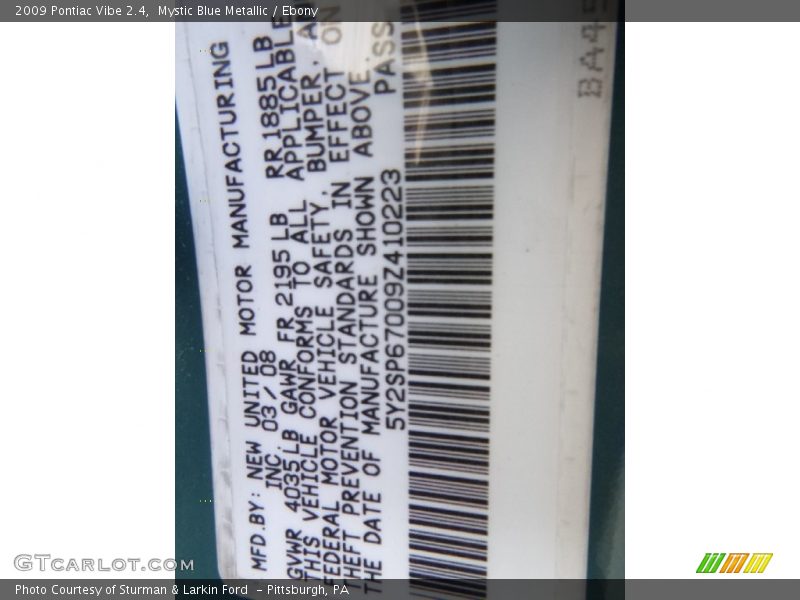 2009 Pontiac Vibe 2.4, Mystic Blue Metallic / Ebony
MFD.BY: NEW UNITED MOTOR MANUFACTURING
INC. 03/08
GVWR 4035LB GAWR FR 2195LB RR1885LB
THIS VEHICLE CONFORMS TO ALL APPLICABLE
FEDERAL MOTOR VEHICLE SAFETY, BUMPER, AN
THEFT PREVENTION STANDARDS IN EFFECT ON
THE DATE OF MANUFACTURE SHOWN ABOVE.
5Y2SP67009Z410223 PASS
BA4
GTCarLot.com
Photo Courtesy of Sturman & Larkin Ford - Pittsburgh, PA